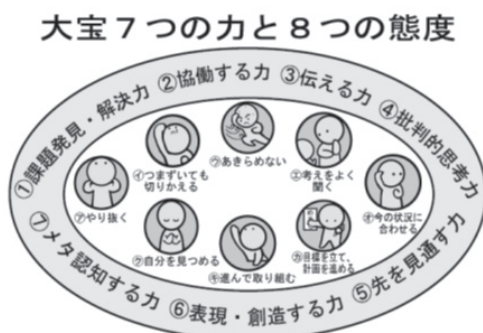 大宝７つの力と８つの態度
①課題発見・解決力
②協働する力
③伝える力
④批判的思考力
⑤先を見通す力
⑥表現・創造する力
⑦メタ認知する力
㋐やり抜く
㋑つまずいても
切りかえる
㋒あきらめない
㋓考えをよく
聞く
㋔今の状況に
合わせる
㋕目標を立て、
計画を進める
㋖進んで取り組む
㋗自分を見つめる